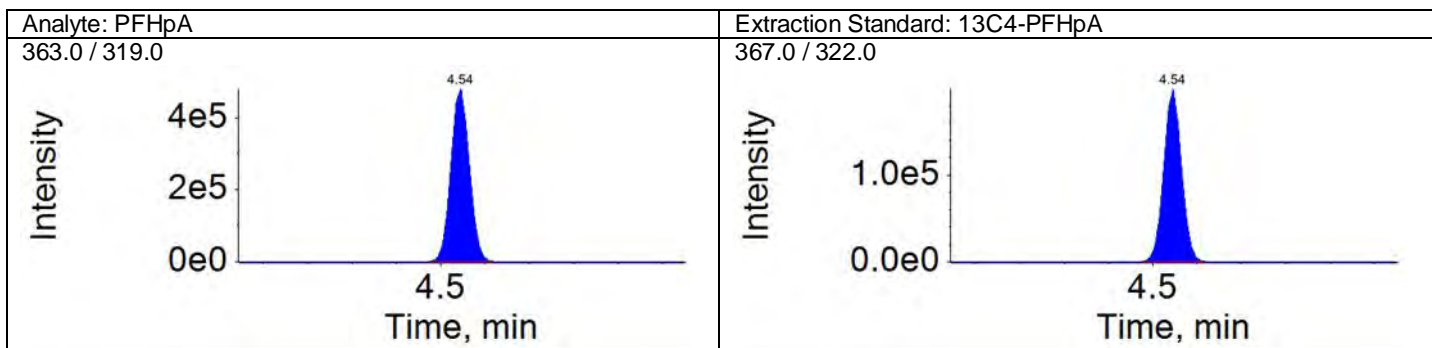 Analyte: PFHpA
Extraction Standard: 13C4-PFHpA
363.0 / 319.0
367.0 / 322.0
4.54
4e5
2e5
0e0
Intensity
4.5
Time, min
4.54
1.0e5
0.0e0
Intensity
4.5
Time, min